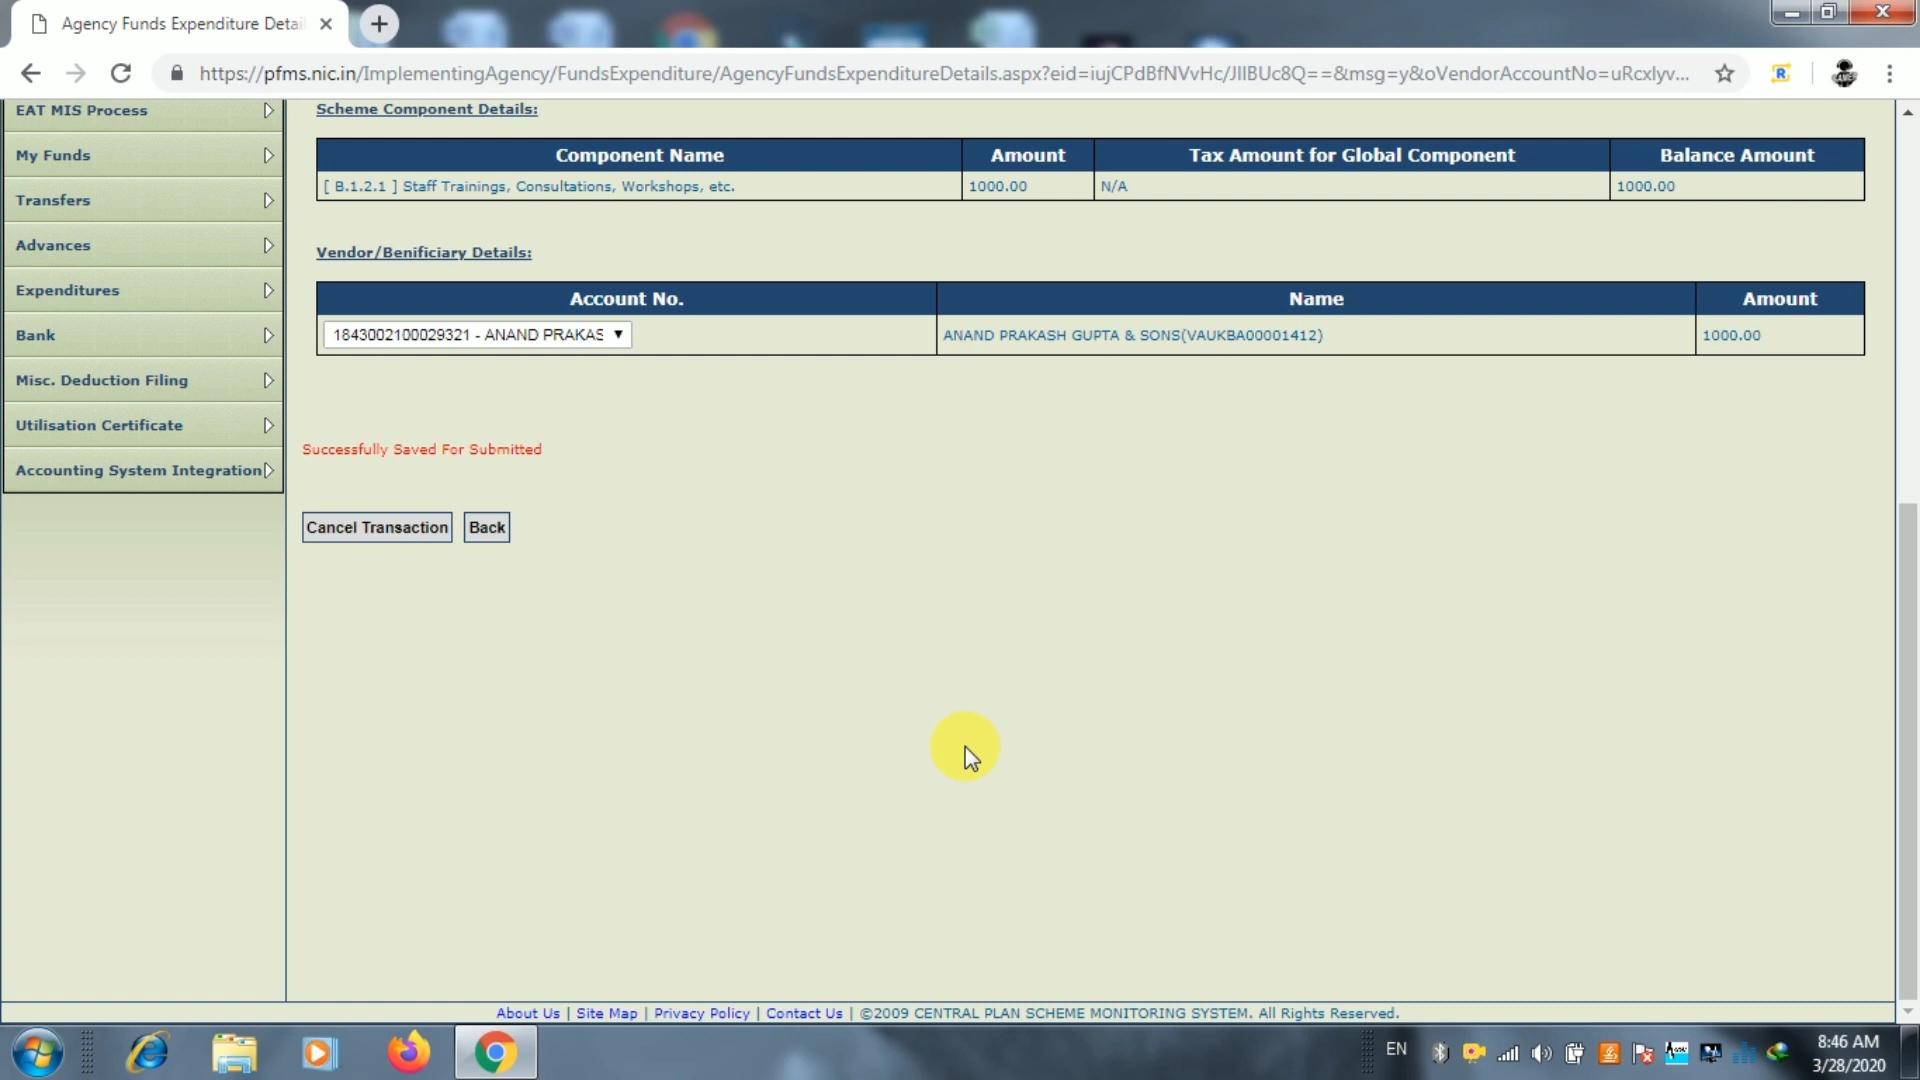 Agency Funds Expenditure Detai
https://pfms.nic.in/ImplementingAgency/FundsExpenditure/AgencyFundsExpenditureDetails.aspx?eid=iujCPdBfNVvHc/JIlBUc8Q==&msg=y&oVendorAccountNo=uRcxlyv...
EAT MIS Process
My Funds
Transfers
Advances
Expenditures
Bank
Misc. Deduction Filing
Utilisation Certificate
Accounting System Integration
Scheme Component Details:
Component Name Amount Tax Amount for Global Component Balance Amount
[ B.1.2.1 ] Staff Trainings, Consultations, Workshops, etc. 1000.00 N/A 1000.00
Vendor/Benificiary Details:
Account No. Name Amount
1843002100029321 - ANAND PRAKAS ANAND PRAKASH GUPTA & SONS(VAUKBA00001412) 1000.00
Successfully Saved For Submitted
Cancel Transaction Back
About Us | Site Map | Privacy Policy | Contact Us | ©2009 CENTRAL PLAN SCHEME MONITORING SYSTEM. All Rights Reserved.
EN
8:46 AM
3/28/2020